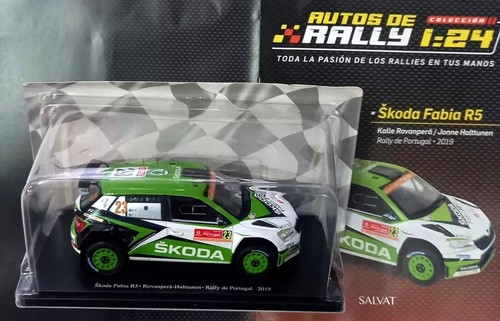 AUTOS DE
COLECCIÓN
RALLY 1:24
TODA LA PASIÓN DE LOS RALLIES EN TUS MANOS
Škoda Fabia R5
Kalle Rovanperä / Jonne Halttunen
Rally de Portugal • 2019
23
ŠKODA
23
Škoda Fabia R5 • Rovanperä-Halttunen • Rally de Portugal 2019
SALVAT